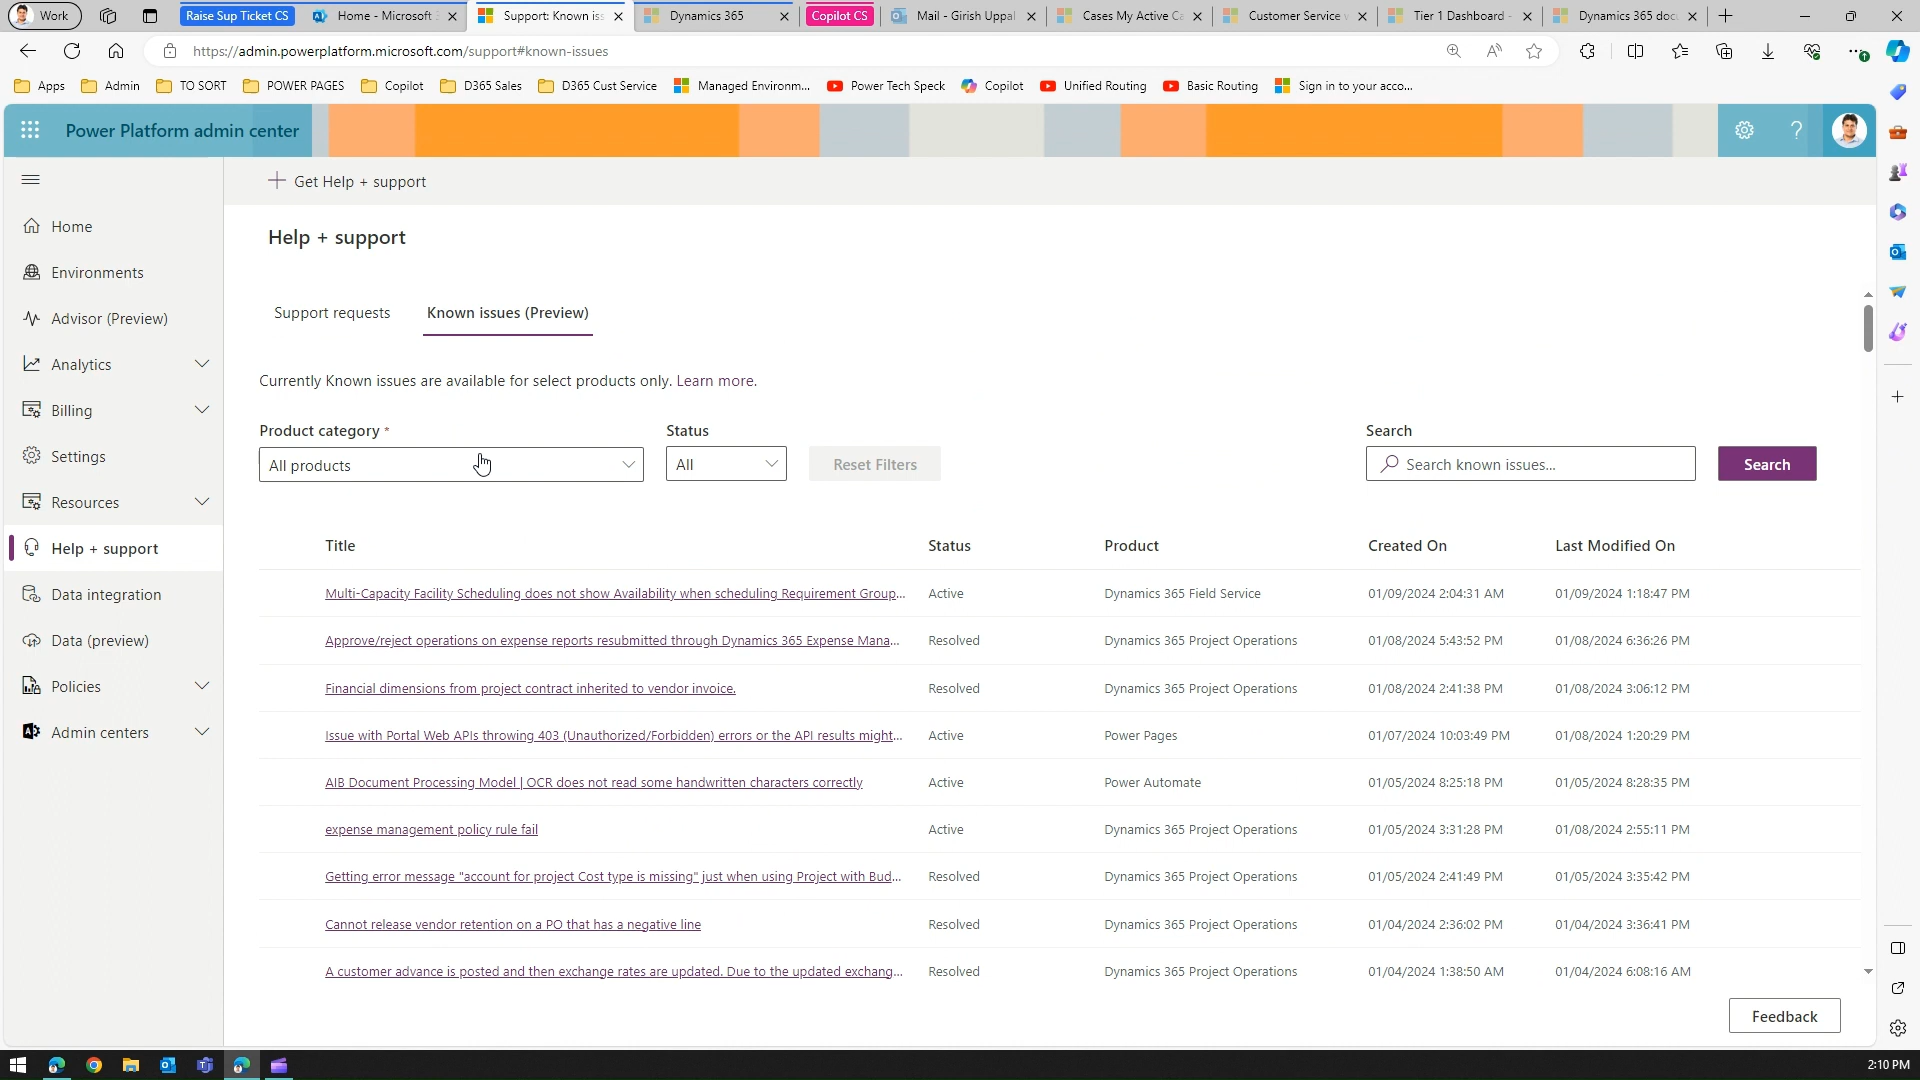 Work
Raise Sup Ticket CS
Home - Microsoft
Support: Known is
Dynamics 365
Copilot CS
Mail - Girish Uppal
Cases My Active Ca
Customer Service
Tier 1 Dashboard -
Dynamics 365 doc
https://admin.powerplatform.microsoft.com/support#known-issues
Apps
Admin
TO SORT
POWER PAGES
Copilot
D365 Sales
D365 Cust Service
Managed Environm...
Power Tech Speck
Copilot
Unified Routing
Basic Routing
Sign in to your acco...
Power Platform admin center
?
Get Help + support
Home
Environments
Advisor (Preview)
Analytics
Billing
Settings
Resources
Help + support
Data integration
Data (preview)
Policies
Admin centers
Help + support
Support requests
Known issues (Preview)
Currently Known issues are available for select products only. Learn more.
Product category *
Status
Search
All products
All
Reset Filters
Search known issues...
Search
Title Status Product Created On Last Modified On
Multi-Capacity Facility Scheduling does not show Availability when scheduling Requirement Group... Active Dynamics 365 Field Service 01/09/2024 2:04:31 AM 01/09/2024 1:18:47 PM
Approve/reject operations on expense reports resubmitted through Dynamics 365 Expense Mana... Resolved Dynamics 365 Project Operations 01/08/2024 5:43:52 PM 01/08/2024 6:36:26 PM
Financial dimensions from project contract inherited to vendor invoice. Resolved Dynamics 365 Project Operations 01/08/2024 2:41:38 PM 01/08/2024 3:06:12 PM
Issue with Portal Web APIs throwing 403 (Unauthorized/Forbidden) errors or the API results might... Active Power Pages 01/07/2024 10:03:49 PM 01/08/2024 1:20:29 PM
AIB Document Processing Model | OCR does not read some handwritten characters correctly Active Power Automate 01/05/2024 8:25:18 PM 01/05/2024 8:28:35 PM
expense management policy rule fail Active Dynamics 365 Project Operations 01/05/2024 3:31:28 PM 01/08/2024 2:55:11 PM
Getting error message "account for project Cost type is missing" just when using Project with Bud... Resolved Dynamics 365 Project Operations 01/05/2024 2:41:49 PM 01/05/2024 3:35:42 PM
Cannot release vendor retention on a PO that has a negative line Resolved Dynamics 365 Project Operations 01/04/2024 2:36:02 PM 01/04/2024 3:36:41 PM
A customer advance is posted and then exchange rates are updated. Due to the updated exchang... Resolved Dynamics 365 Project Operations 01/04/2024 1:38:50 AM 01/04/2024 6:08:16 AM
Feedback
2:10 PM